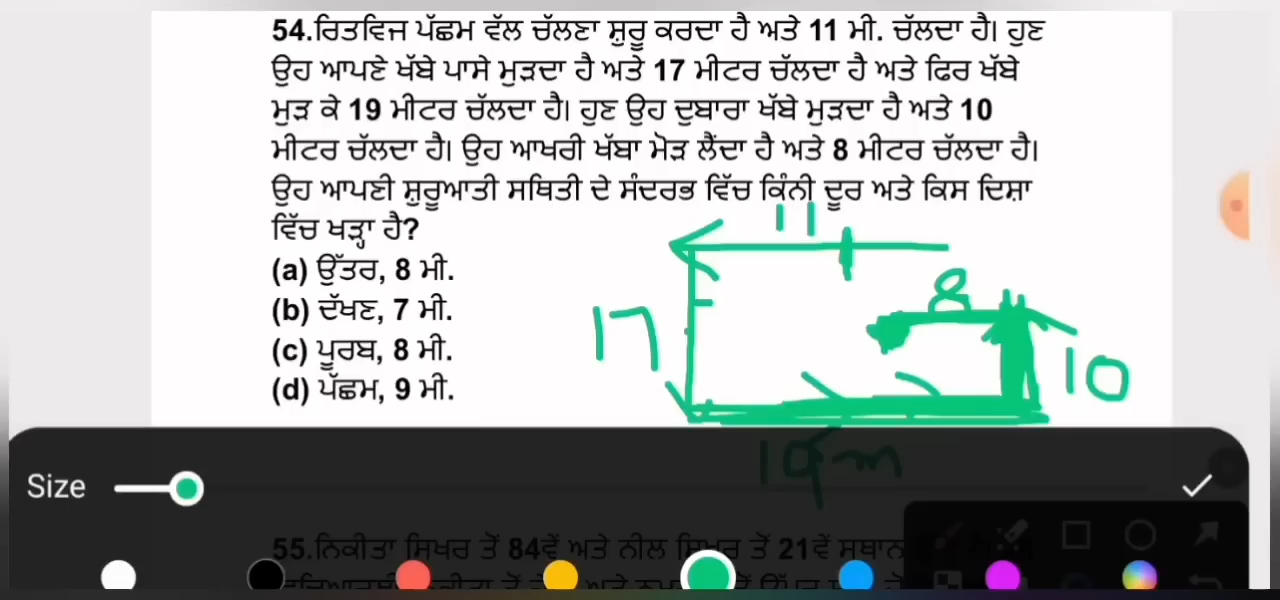 54.ਰਿਤਵਿਜ ਪੱਛਮ ਵੱਲ ਚੱਲਣਾ ਸ਼ੁਰੂ ਕਰਦਾ ਹੈ ਅਤੇ 11 ਮੀ. ਚੱਲਦਾ ਹੈ। ਹੁਣ
ਉਹ ਆਪਣੇ ਖੱਬੇ ਪਾਸੇ ਮੁੜਦਾ ਹੈ ਅਤੇ 17 ਮੀਟਰ ਚੱਲਦਾ ਹੈ ਅਤੇ ਫਿਰ ਖੱਬੇ
ਮੁੜ ਕੇ 19 ਮੀਟਰ ਚੱਲਦਾ ਹੈ। ਹੁਣ ਉਹ ਦੁਬਾਰਾ ਖੱਬੇ ਮੁੜਦਾ ਹੈ ਅਤੇ 10
ਮੀਟਰ ਚੱਲਦਾ ਹੈ। ਉਹ ਆਖਰੀ ਖੱਬਾ ਮੋੜ ਲੈਂਦਾ ਹੈ ਅਤੇ 8 ਮੀਟਰ ਚੱਲਦਾ ਹੈ।
ਉਹ ਆਪਣੀ ਸ਼ੁਰੂਆਤੀ ਸਥਿਤੀ ਦੇ ਸੰਦਰਭ ਵਿੱਚ ਕਿੰਨੀ ਦੂਰ ਅਤੇ ਕਿਸ ਦਿਸ਼ਾ
ਵਿੱਚ ਖੜ੍ਹਾ ਹੈ?
11
(a) ਉੱਤਰ, 8 ਮੀ.
8
(b) ਦੱਖਣ, 7 ਮੀ.
17
(c) ਪੂਰਬ, 8 ਮੀ.
10
(d) ਪੱਛਮ, 9 ਮੀ.
19m
Size
55.ਨਿਕੀਤਾ ਸਿਖਰ ਤੋਂ 84ਵੇਂ ਅਤੇ ਨੀਲ ਸਿਖਰ ਤੋਂ 21ਵੇਂ ਸਥਾਨ